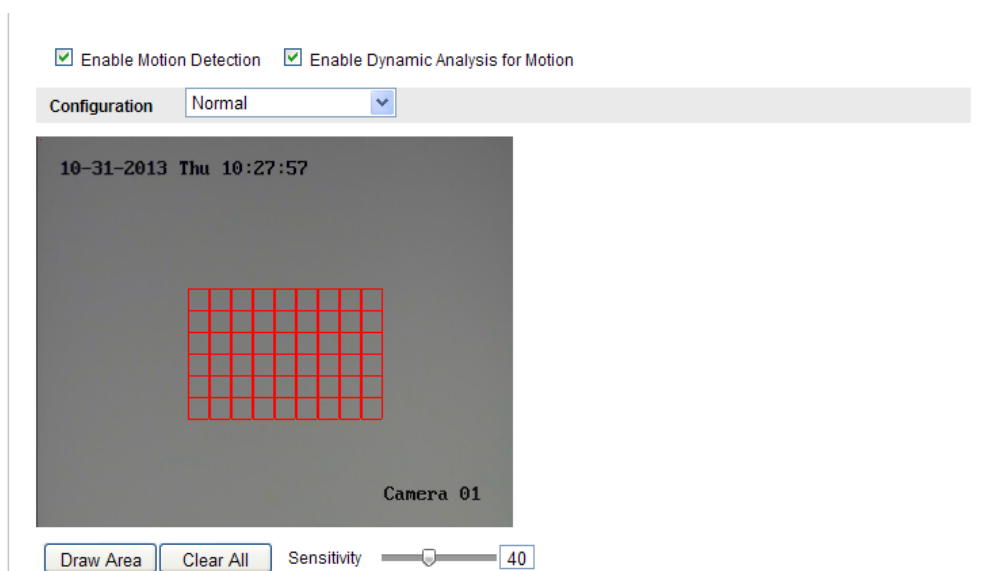 Enable Motion Detection Enable Dynamic Analysis for Motion
Configuration Normal
10-31-2013 Thu 10:27:57
Camera 01
Draw Area Clear All Sensitivity 40